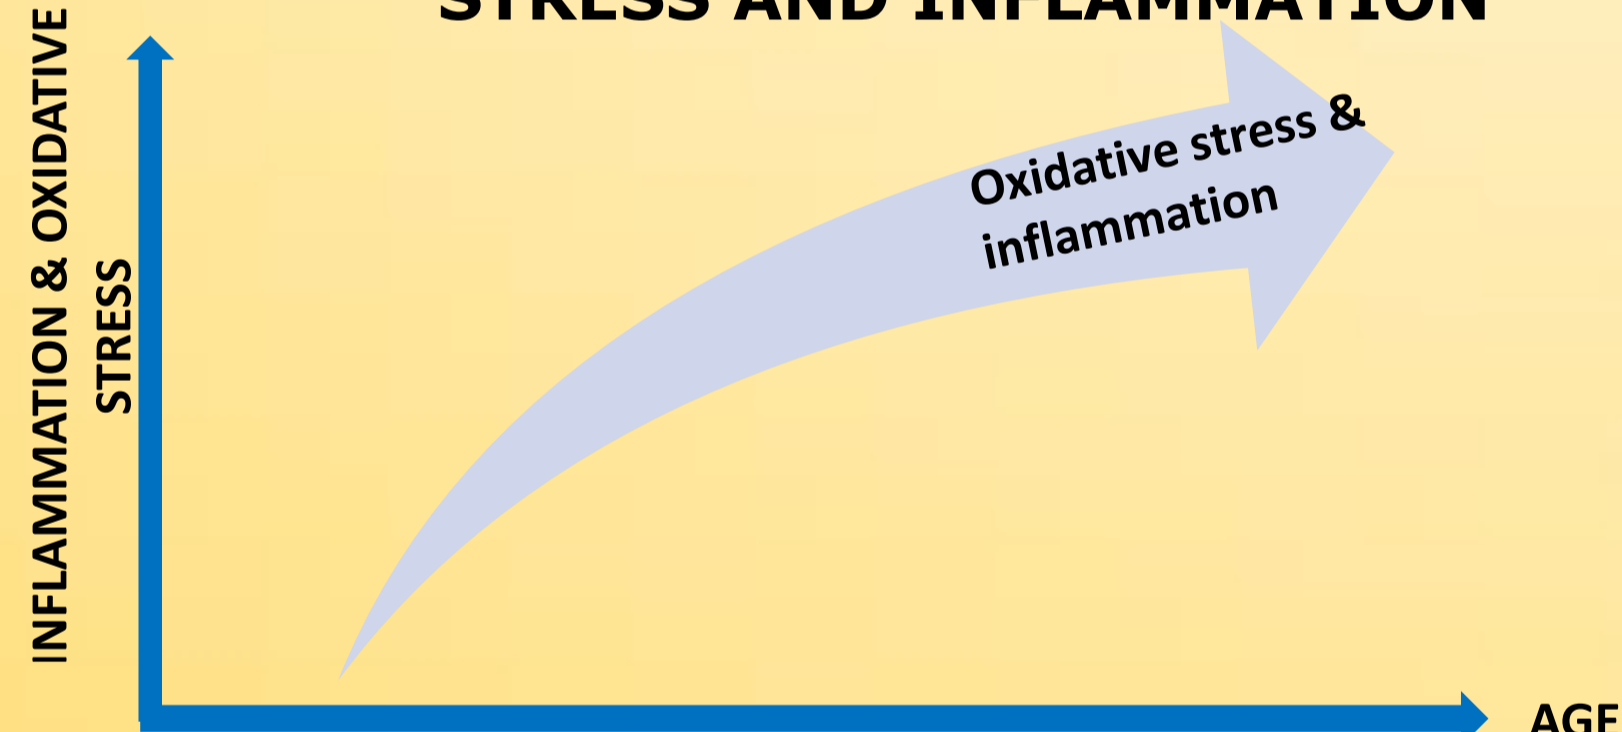 STRESS AND INFLAMMATION
INFLAMMATION & OXIDATIVE
STRESS
Oxidative stress &
inflammation
AGE